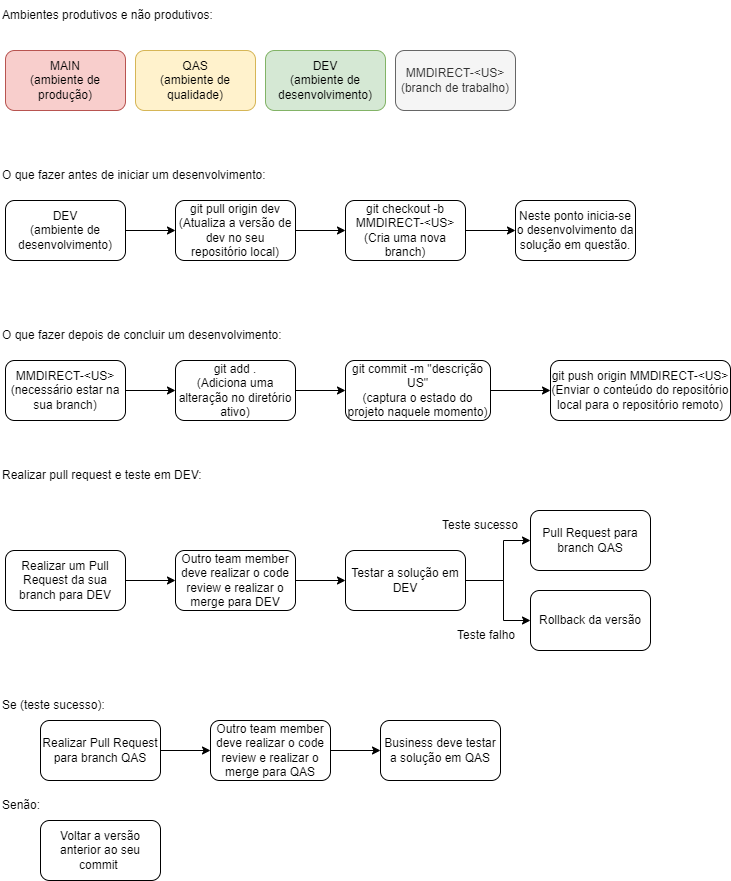 Ambientes produtivos e não produtivos:
MAIN
(ambiente de
produção)
QAS
(ambiente de
qualidade)
DEV
(ambiente de
desenvolvimento)
MMDIRECT-<US>
(branch de trabalho)
O que fazer antes de iniciar um desenvolvimento:
DEV
(ambiente de
desenvolvimento)
git pull origin dev
(Atualiza a versão de
dev no seu
repositório local)
git checkout -b
MMDIRECT-<US>
(Cria uma nova
branch)
Neste ponto inicia-se
o desenvolvimento da
solução em questão.
O que fazer depois de concluir um desenvolvimento:
MMDIRECT-<US>
(necessário estar na
sua branch)
git add .
(Adiciona uma
alteração no diretório
ativo)
git commit -m "descrição
US"
(captura o estado do
projeto naquele momento)
git push origin MMDIRECT-<US>
(Enviar o conteúdo do repositório
local para o repositório remoto)
Realizar pull request e teste em DEV:
Realizar um Pull
Request da sua
branch para DEV
Outro team member
deve realizar o code
review e realizar o
merge para DEV
Testar a solução em
DEV
Teste sucesso
Pull Request para
branch QAS
Teste falho
Rollback da versão
Se (teste sucesso):
Realizar Pull Request
para branch QAS
Outro team member
deve realizar o code
review e realizar o
merge para QAS
Business deve testar
a solução em QAS
Senão:
Voltar a versão
anterior ao seu
commit